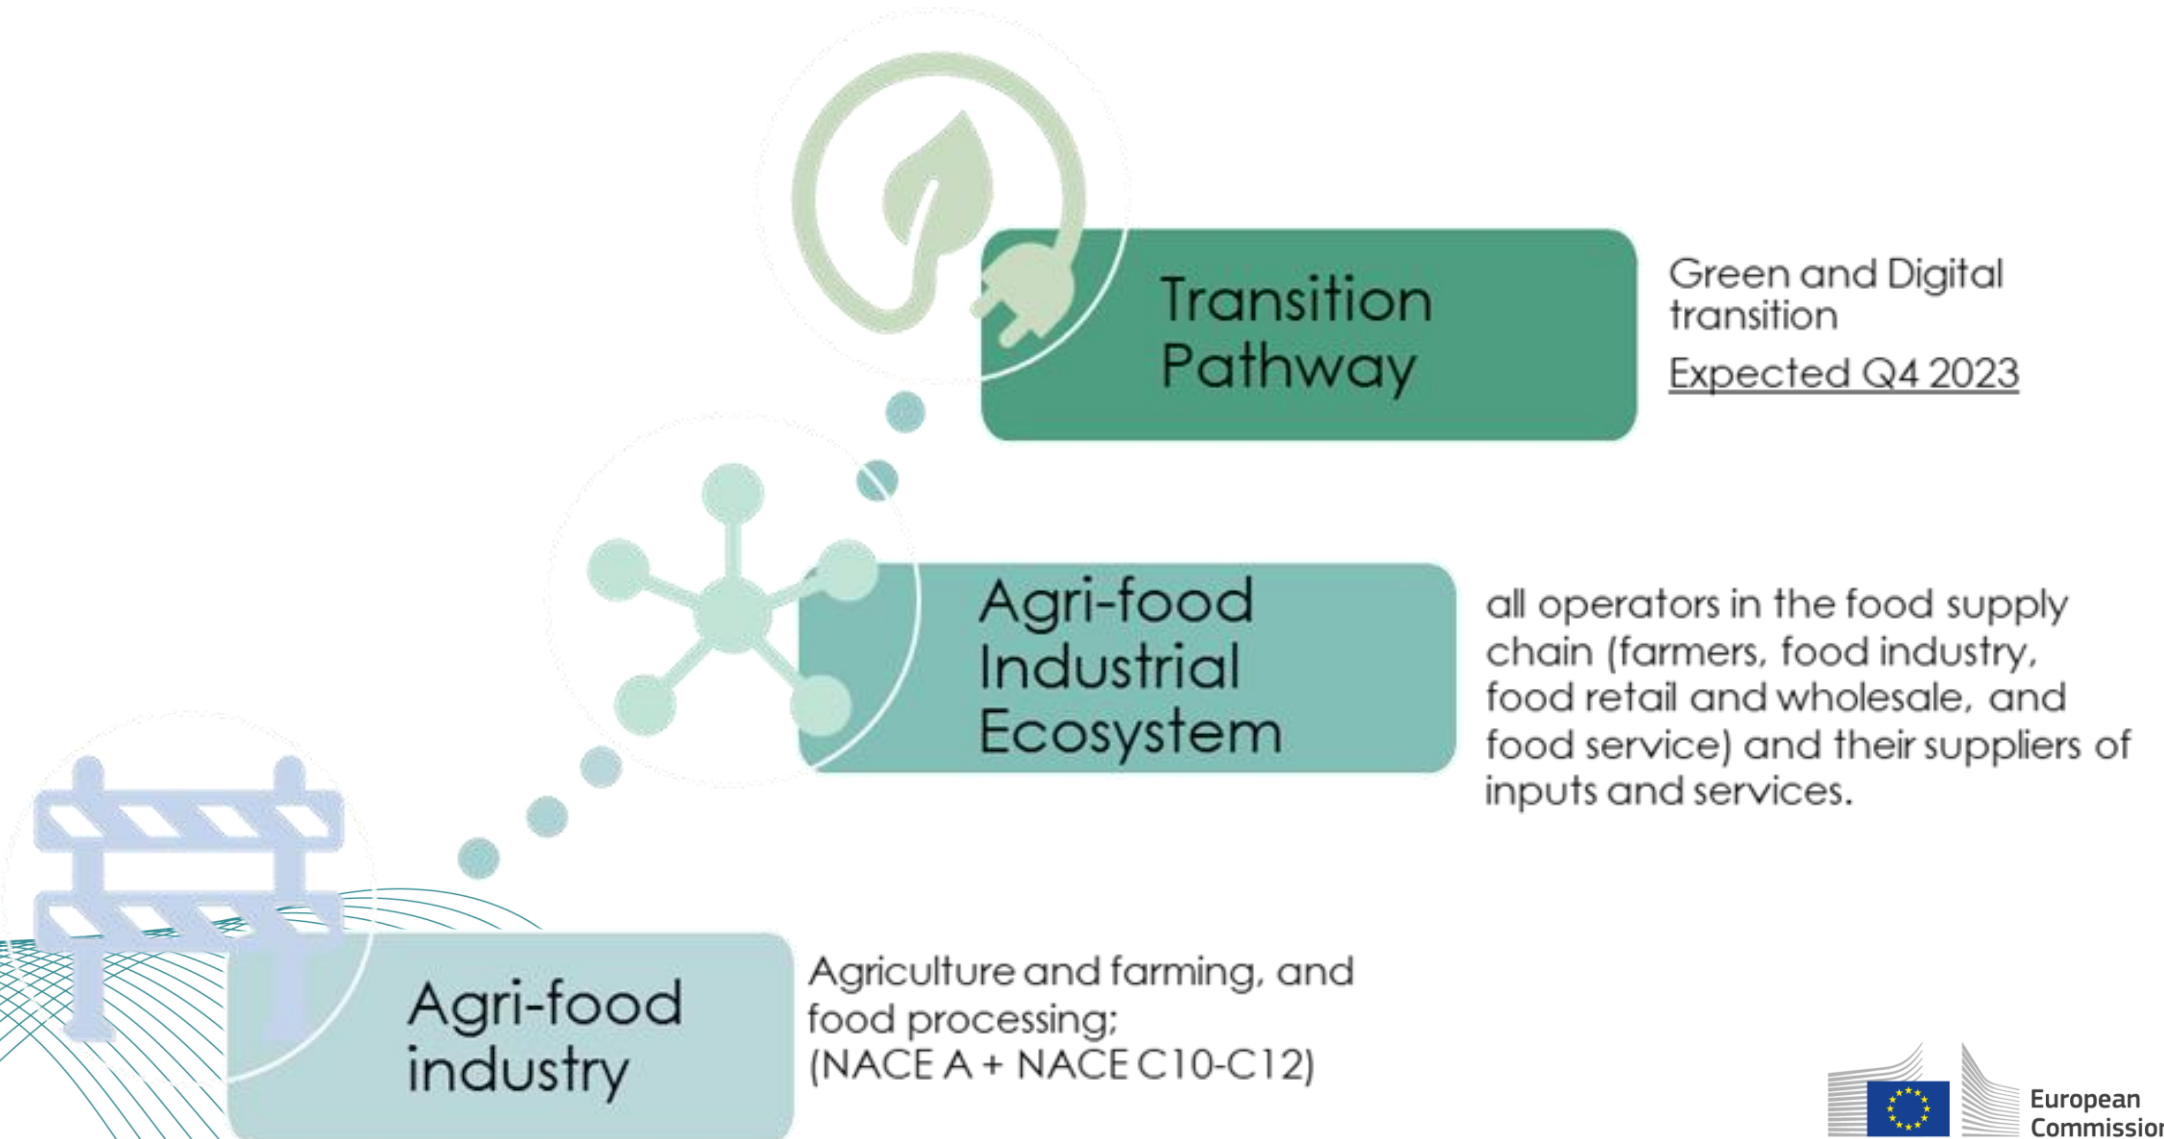 Transition
Pathway
Green and Digital
transition
Expected Q4 2023
Agri-food
Industrial
Ecosystem
all operators in the food supply
chain (farmers, food industry,
food retail and wholesale, and
food service) and their suppliers of
inputs and services.
Agri-food
industry
Agriculture and farming, and
food processing;
(NACE A + NACE C10-C12)
European
Commission